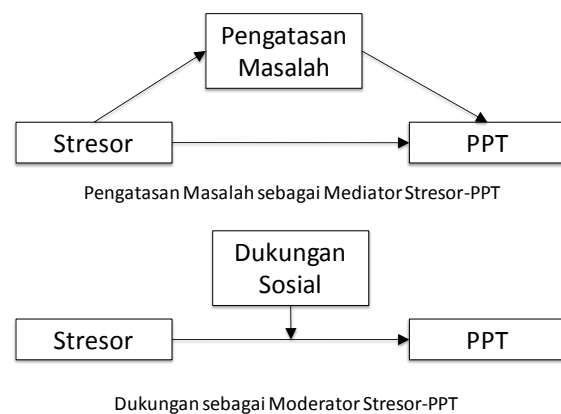 Pengatasan
Masalah
Stresor
PPT
Pengatasan Masalah sebagai Mediator Stresor-PPT
Dukungan
Sosial
Stresor
PPT
Dukungan sebagai Moderator Stresor-PPT